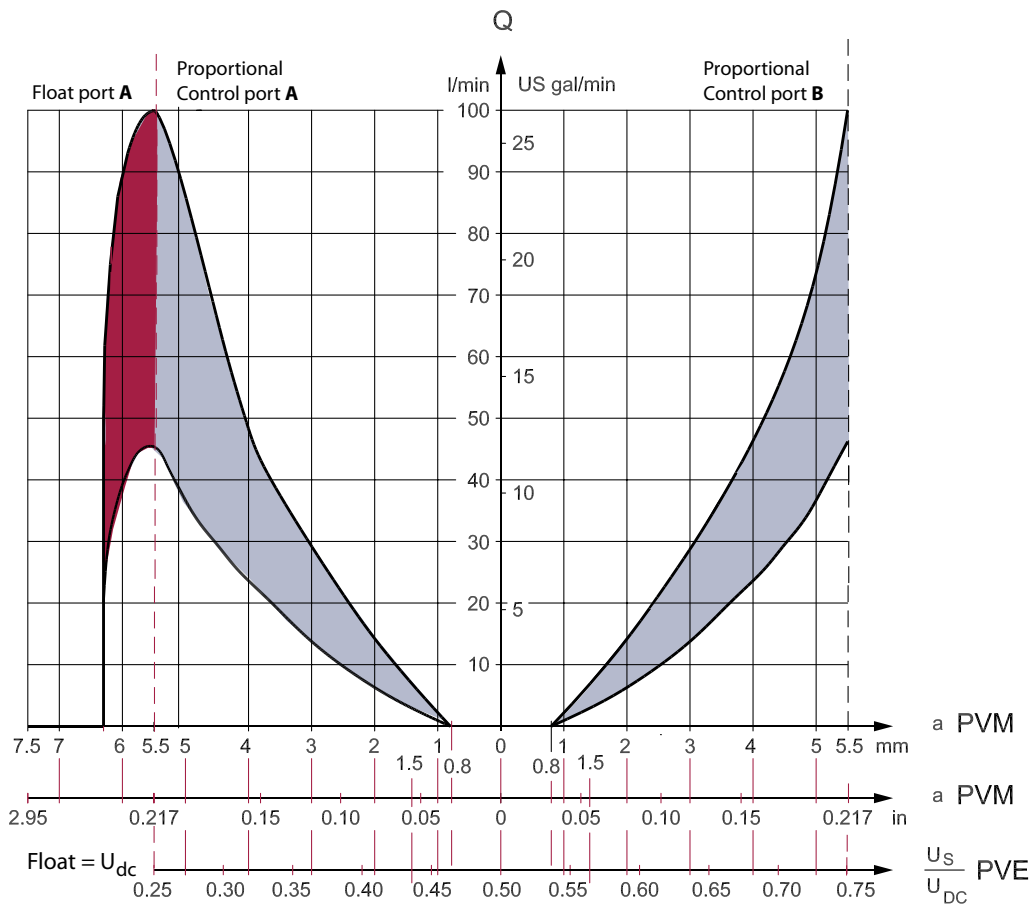 Q
Proportional
Control port A
Float port A
l/min
US gal/min
Proportional
Control port B
100
90
80
70
60
50
40
30
20
10
25
20
15
10
5
7.5 7 6 5.5 5 4 3 2 1 0 1 2 3 4 5 5.5 mm
a PVM
1.5 0.8 0.8 1.5
a PVM
2.95 0.217 0.15 0.10 0.05 0 0.05 0.10 0.15 0.217 in
Float = Udc
US
UDC
PVE
0.25 0.30 0.35 0.40 0.45 0.50 0.55 0.60 0.65 0.70 0.75